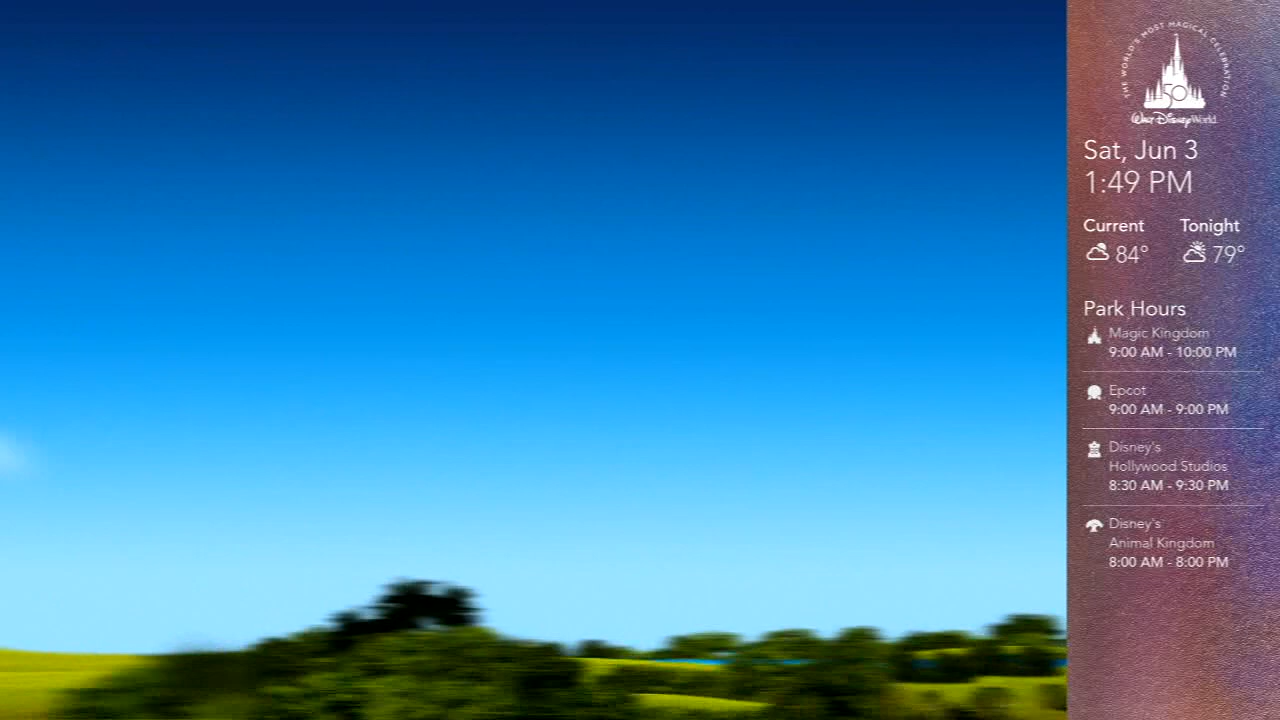 THE WORLD'S MOST MAGICAL CELEBRATION
50
Walt Disney World
Sat, Jun 3
1:49 PM
Current Tonight
84° 79°
Park Hours
Magic Kingdom
9:00 AM - 10:00 PM
Epcot
9:00 AM - 9:00 PM
Disney's
Hollywood Studios
8:30 AM - 9:30 PM
Disney's
Animal Kingdom
8:00 AM - 8:00 PM